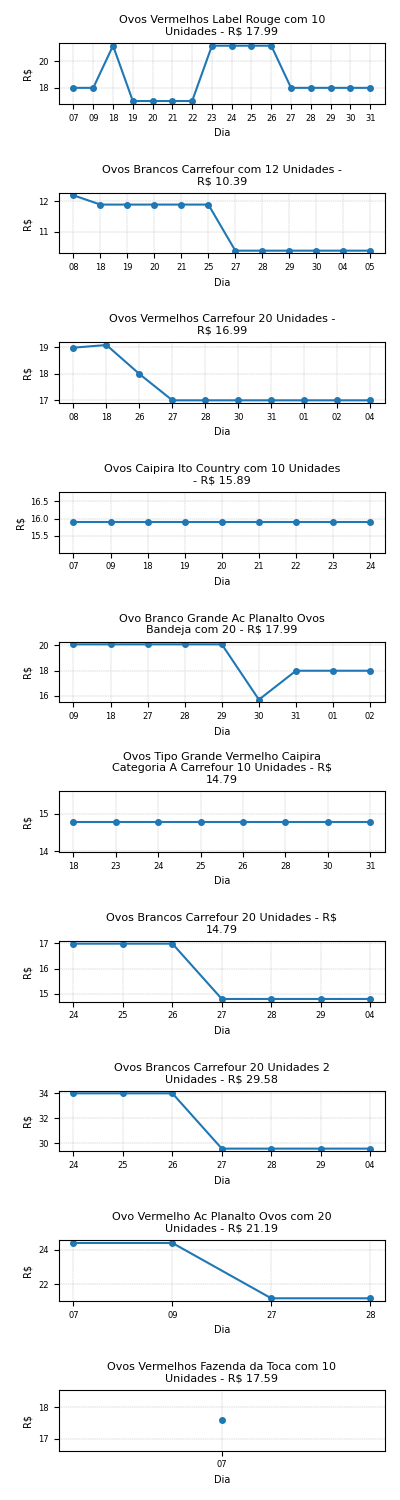 Ovos Vermelhos Label Rouge com 10
Unidades - R$ 17.99
R$
20
18
07 09 18 19 20 21 22 23 24 25 26 27 28 29 30 31
Dia
Ovos Brancos Carrefour com 12 Unidades -
R$ 10.39
R$
12
11
08 18 19 20 21 25 27 28 29 30 04 05
Dia
Ovos Vermelhos Carrefour 20 Unidades -
R$ 16.99
R$
19
18
17
08 18 26 27 28 30 31 01 02 04
Dia
Ovos Caipira Ito Country com 10 Unidades
- R$ 15.89
R$
16.5
16.0
15.5
07 09 18 19 20 21 22 23 24
Dia
Ovo Branco Grande Ac Planalto Ovos
Bandeja com 20 - R$ 17.99
R$
20
18
16
09 18 27 28 29 30 31 01 02
Dia
Ovos Tipo Grande Vermelho Caipira
Categoria A Carrefour 10 Unidades - R$
14.79
R$
15
14
18 23 24 25 26 28 30 31
Dia
Ovos Brancos Carrefour 20 Unidades - R$
14.79
R$
17
16
15
24 25 26 27 28 29 04
Dia
Ovos Brancos Carrefour 20 Unidades 2
Unidades - R$ 29.58
R$
34
32
30
24 25 26 27 28 29 04
Dia
Ovo Vermelho Ac Planalto Ovos com 20
Unidades - R$ 21.19
R$
24
22
07 09 27 28
Dia
Ovos Vermelhos Fazenda da Toca com 10
Unidades - R$ 17.59
R$
18
17
07
Dia